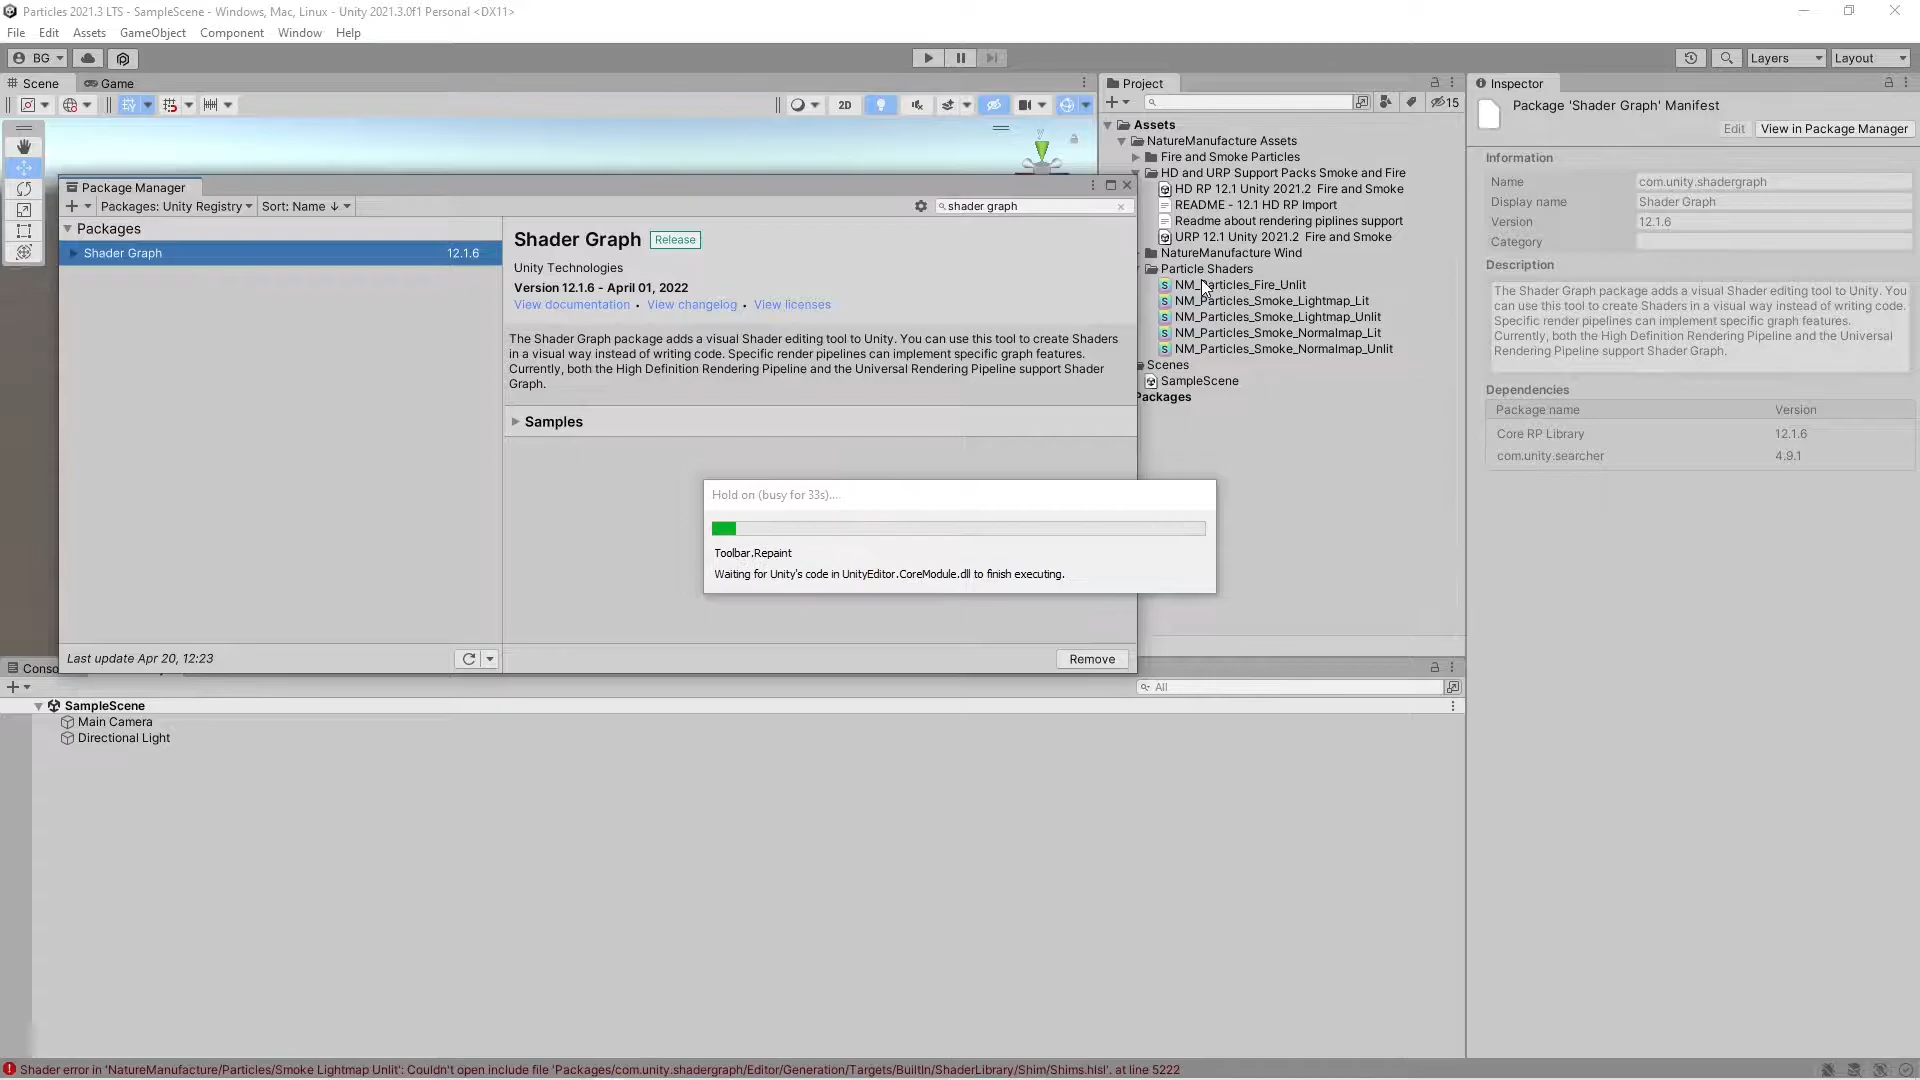 Particles 2021.3 LTS - SampleScene - Windows, Mac, Linux - Unity 2021.3.0f1 Personal <DX11>
File Edit Assets GameObject Component Window Help
BG Layers Layout
Scene Game
2D
Package Manager
Packages: Unity Registry Sort: Name ↓ shader graph
Packages
Shader Graph 12.1.6
Shader Graph Release
Unity Technologies
Version 12.1.6 - April 01, 2022
View documentation • View changelog • View licenses
The Shader Graph package adds a visual Shader editing tool to Unity. You can use this tool to create Shaders
in a visual way instead of writing code. Specific render pipelines can implement specific graph features.
Currently, both the High Definition Rendering Pipeline and the Universal Rendering Pipeline support Shader
Graph.
Samples
Hold on (busy for 33s)...
Toolbar.Repaint
Waiting for Unity's code in UnityEditor.CoreModule.dll to finish executing.
Last update Apr 20, 12:23
Remove
Project
15
Assets
NatureManufacture Assets
Fire and Smoke Particles
HD and URP Support Packs Smoke and Fire
HD RP 12.1 Unity 2021.2 Fire and Smoke
README - 12.1 HD RP Import
Readme about rendering piplines support
URP 12.1 Unity 2021.2 Fire and Smoke
NatureManufacture Wind
Particle Shaders
NM_Particles_Fire_Unlit
NM_Particles_Smoke_Lightmap_Lit
NM_Particles_Smoke_Lightmap_Unlit
NM_Particles_Smoke_Normalmap_Lit
NM_Particles_Smoke_Normalmap_Unlit
Scenes
SampleScene
Packages
Inspector
Package 'Shader Graph' Manifest
Edit View in Package Manager
Information
Name com.unity.shadergraph
Display name Shader Graph
Version 12.1.6
Category
Description
The Shader Graph package adds a visual Shader editing tool to Unity. You
can use this tool to create Shaders in a visual way instead of writing code.
Specific render pipelines can implement specific graph features.
Currently, both the High Definition Rendering Pipeline and the Universal
Rendering Pipeline support Shader Graph.
Dependencies
Package name Version
Core RP Library 12.1.6
com.unity.searcher 4.9.1
Conso
All
SampleScene
Main Camera
Directional Light
Shader error in 'NatureManufacture/Particles/Smoke Lightmap Unlit': Couldn't open include file 'Packages/com.unity.shadergraph/Editor/Generation/Targets/BuiltIn/ShaderLibrary/Shim/Shims.hlsl'. at line 5222